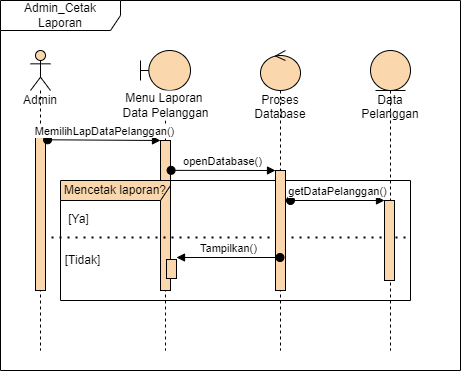 Admin_Cetak
Laporan
Admin
Menu Laporan
Data Pelanggan
Proses
Database
Data
Pelanggan
MemilihLapDataPelanggan()
openDatabase()
Mencetak laporan?
getDataPelanggan()
[Ya]
Tampilkan()
[Tidak]